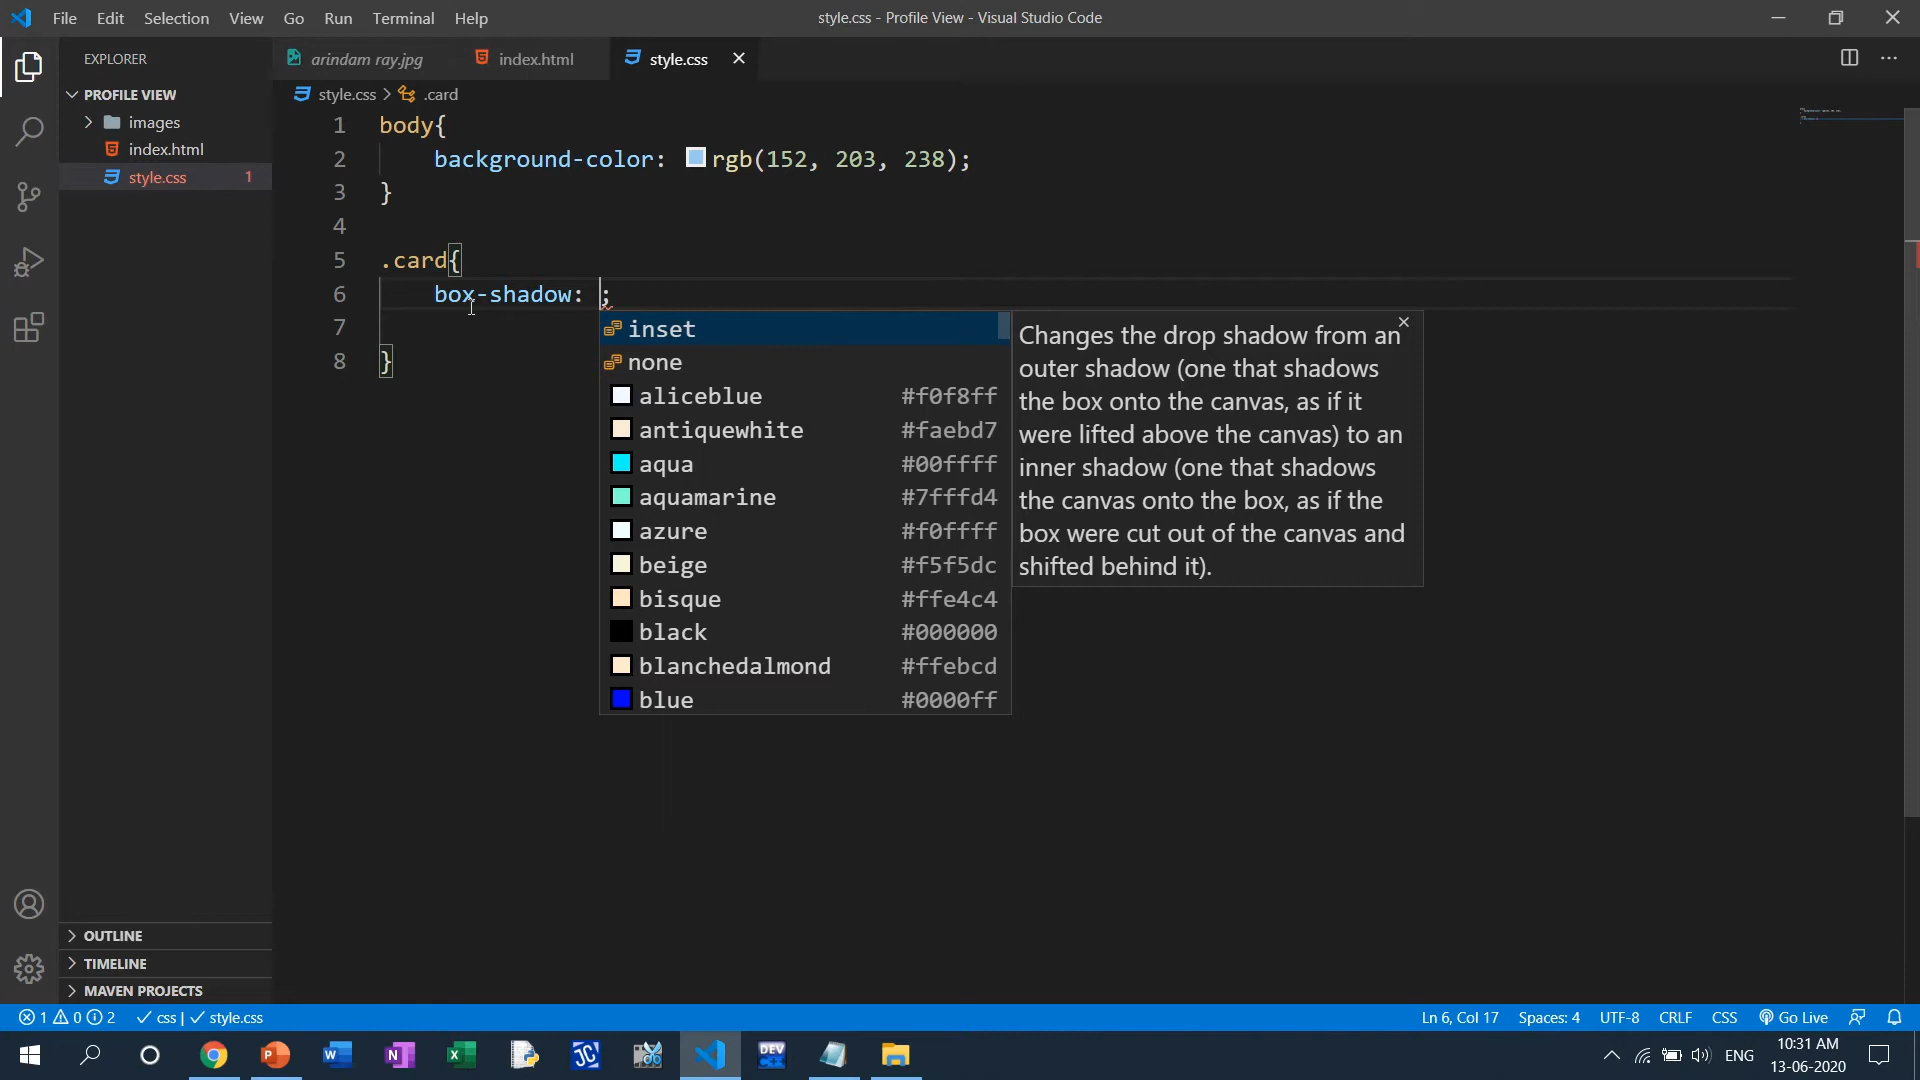 File Edit Selection View Go Run Terminal Help
style.css - Profile View - Visual Studio Code
EXPLORER
arindam ray.jpg
index.html
style.css
PROFILE VIEW
images
index.html
style.css 1
style.css > .card
1 body{
2 background-color: rgb(152, 203, 238);
3 }
4
5 .card{
6 box-shadow: ;
7
8 }
inset
none
aliceblue #f0f8ff
antiquewhite #faebd7
aqua #00ffff
aquamarine #7fffd4
azure #f0ffff
beige #f5f5dc
bisque #ffe4c4
black #000000
blanchedalmond #ffebcd
blue #0000ff
Changes the drop shadow from an
outer shadow (one that shadows
the box onto the canvas, as if it
were lifted above the canvas) to an
inner shadow (one that shadows
the canvas onto the box, as if the
box were cut out of the canvas and
shifted behind it).
OUTLINE
TIMELINE
MAVEN PROJECTS
1 0 2 css | style.css
Ln 6, Col 17 Spaces: 4 UTF-8 CRLF CSS Go Live
DEV
ENG
10:31 AM
13-06-2020